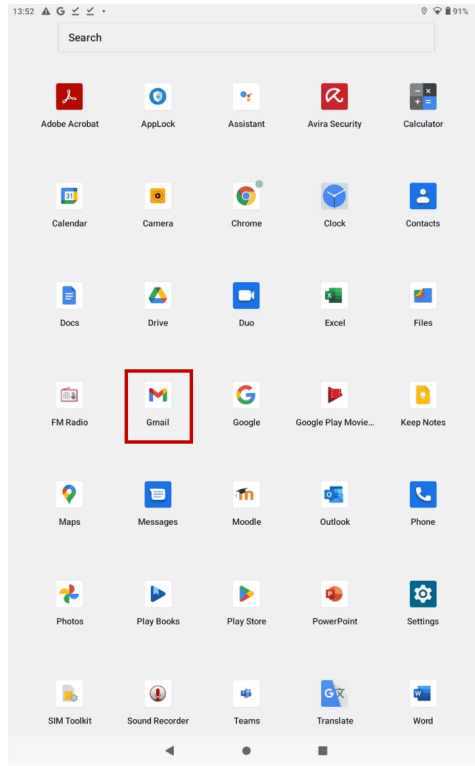 13:52 91%
Search
Adobe Acrobat AppLock Assistant Avira Security Calculator
Calendar Camera Chrome Clock Contacts
Docs Drive Duo Excel Files
FM Radio Gmail Google Google Play Movie... Keep Notes
Maps Messages Moodle Outlook Phone
Photos Play Books Play Store PowerPoint Settings
SIM Toolkit Sound Recorder Teams Translate Word